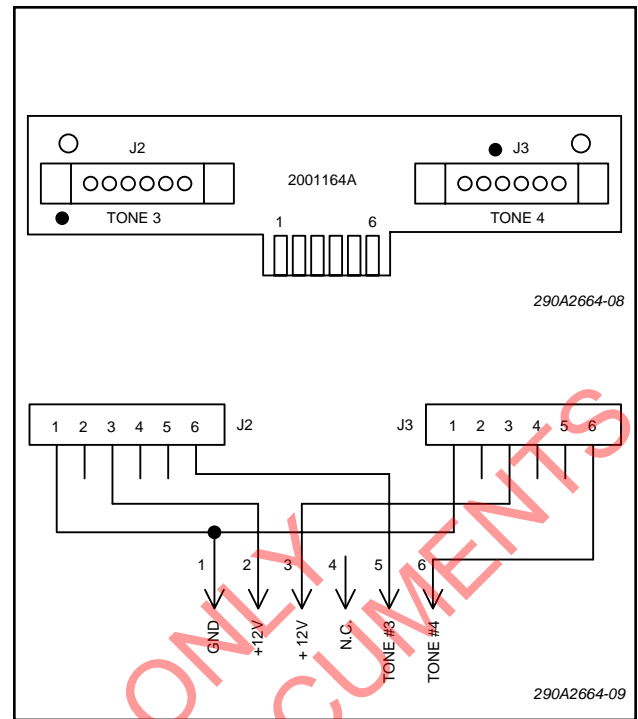 J2 J3
2001164A
TONE 3 1 6 TONE 4
290A2664-08
1 2 3 4 5 6 J2 J3 1 2 3 4 5 6
1 2 3 4 5 6
GND +12V + 12V N.C. TONE #3 TONE #4
290A2664-09
ONLY
CUMENTS